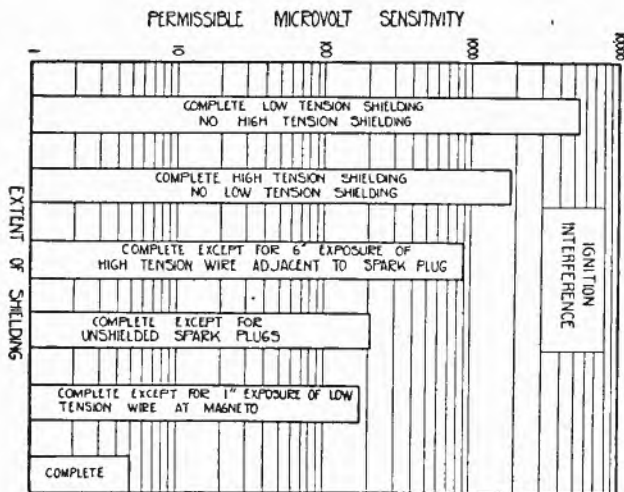 PERMISSIBLE MICROVOLT SENSITIVITY
1
10
100
1000
10000
COMPLETE LOW TENSION SHIELDING
NO HIGH TENSION SHIELDING
COMPLETE HIGH TENSION SHIELDING
NO LOW TENSION SHIELDING
COMPLETE EXCEPT FOR 6" EXPOSURE OF
HIGH TENSION WIRE ADJACENT TO SPARK PLUG
COMPLETE EXCEPT FOR
UNSHIELDED SPARK PLUGS
COMPLETE EXCEPT FOR 1" EXPOSURE OF LOW
TENSION WIRE AT MAGNETO
COMPLETE
EXTENT OF SHIELDING
IGNITION
INTERFERENCE